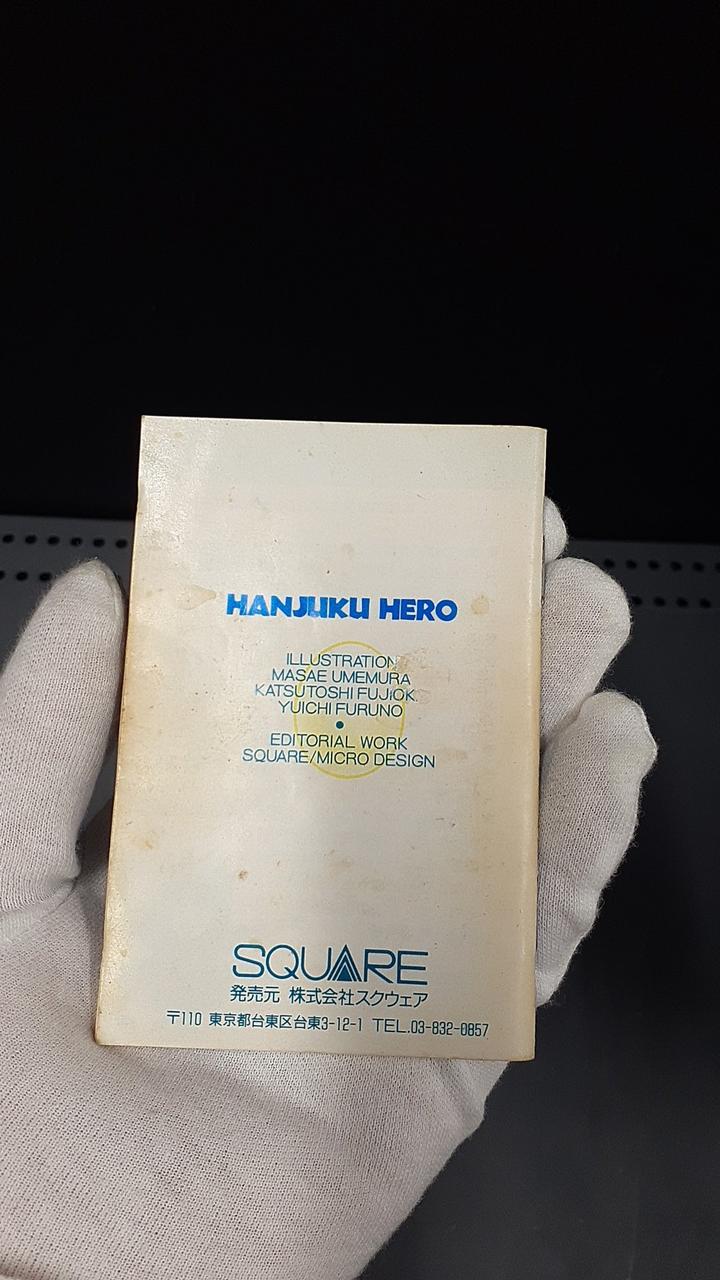 HANJUKU HERO
ILLUSTRATION
MASAE UMEMURA
KATSUTOSHI
YUICHI FURUNO
●
EDITORIAL WORK
SQUARE/MICRO DESIGN
SQUARE
発売元 株式会社スクウェア
〒110 東京都台東区台東3-12-1 TEL.03-832-0857